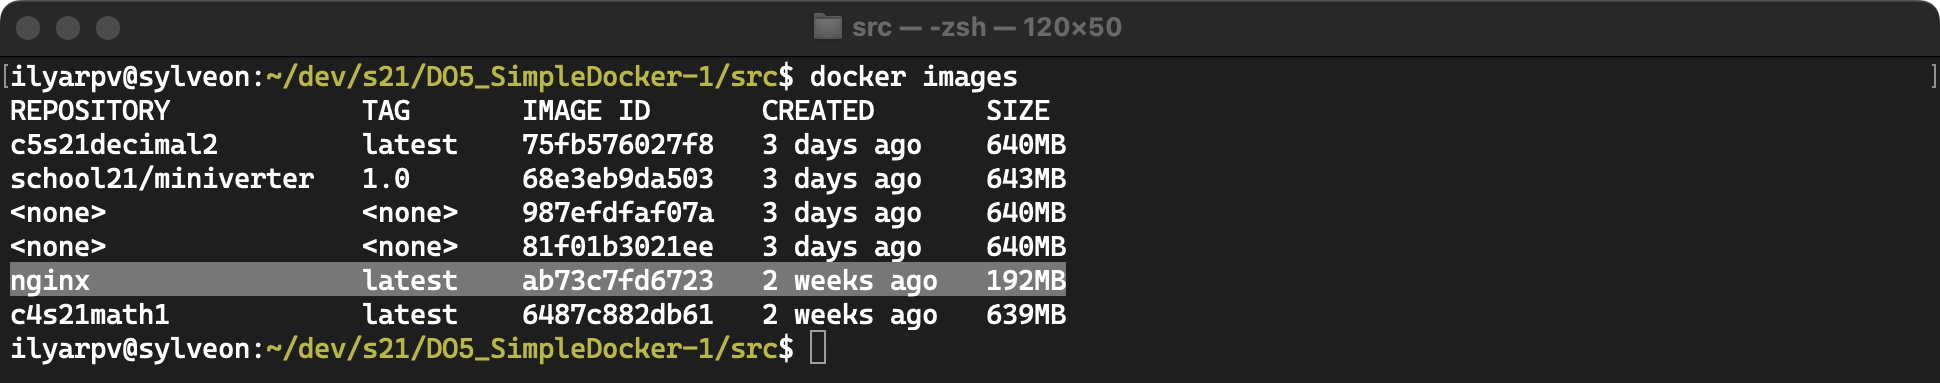 src — -zsh — 120×50
ilyarpv@sylveon:~/dev/s21/DO5_SimpleDocker-1/src$ docker images
REPOSITORY            TAG       IMAGE ID       CREATED       SIZE
c5s21decimal2         latest    75fb576027f8   3 days ago    640MB
school21/miniverter   1.0       68e3eb9da503   3 days ago    643MB
<none>                <none>    987efdfaf07a   3 days ago    640MB
<none>                <none>    81f01b3021ee   3 days ago    640MB
nginx                 latest    ab73c7fd6723   2 weeks ago   192MB
c4s21math1            latest    6487c882db61   2 weeks ago   639MB
ilyarpv@sylveon:~/dev/s21/DO5_SimpleDocker-1/src$